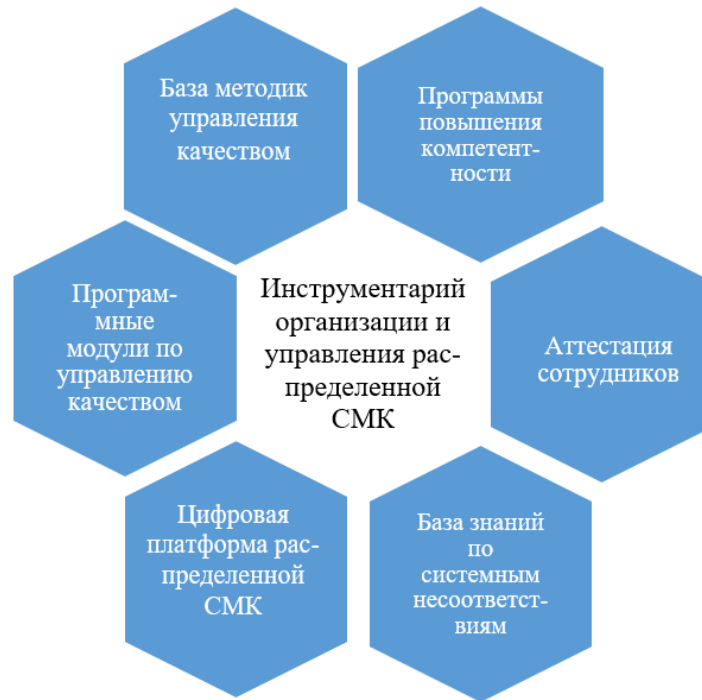 База методик
управления
качеством
Программы
повышения
компетент-
ности
Програм-
мные
модули по
управлению
качеством
Инструментарий
организации и
управления рас-
пределенной
СМК
Аттестация
сотрудников
Цифровая
платформа рас-
пределенной
СМК
База знаний
по
системным
несоответст-
виям